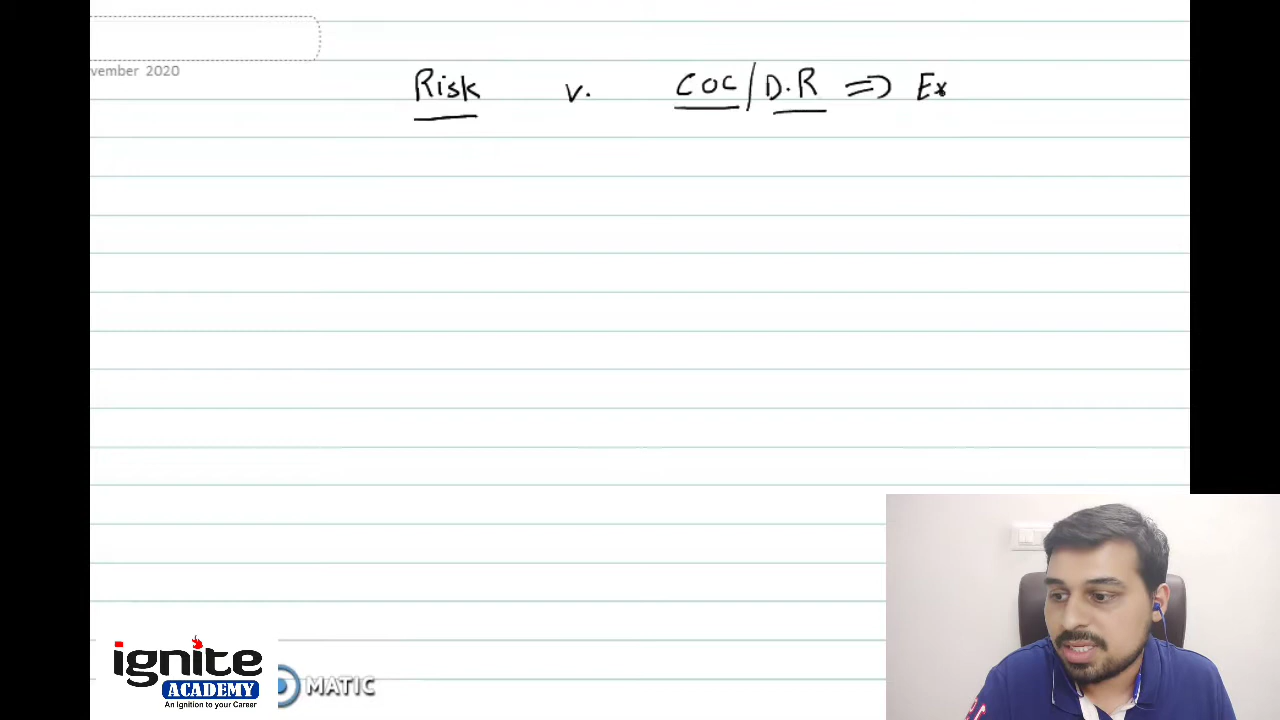 vember 2020
Risk v. COC/D.R ⇒ Ex
ignite
ACADEMY
An ignition to your Career
MATIC